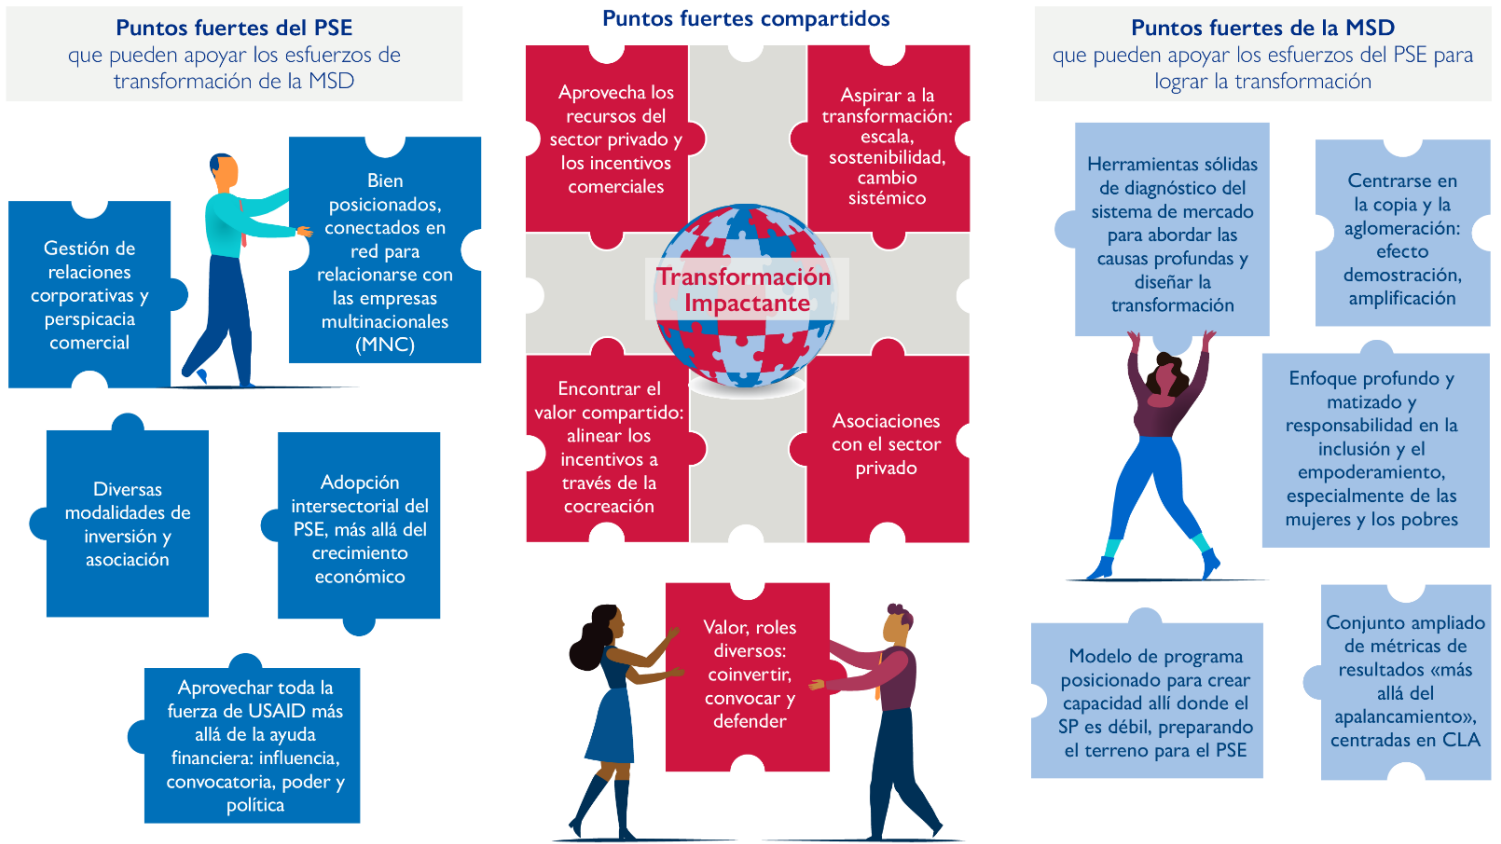 Puntos fuertes del PSE
que pueden apoyar los esfuerzos de
transformación de la MSD
Gestión de
relaciones
corporativas y
perspicacia
comercial
Bien
posicionados,
conectados en
red para
relacionarse con
las empresas
multinacionales
(MNC)
Diversas
modalidades de
inversión y
asociación
Adopción
intersectorial del
PSE, más allá del
crecimiento
económico
Aprovechar toda la
fuerza de USAID más
allá de la ayuda
financiera: influencia,
convocatoria, poder y
política
Puntos fuertes compartidos
Aprovecha los
recursos del
sector privado y
los incentivos
comerciales
Aspirar a la
transformación:
escala,
sostenibilidad,
cambio
sistémico
Transformación
Impactante
Encontrar el
valor compartido:
alinear los
incentivos a
través de la
cocreación
Asociaciones
con el sector
privado
Valor, roles
diversos:
coinvertir,
convocar y
defender
Puntos fuertes de la MSD
que pueden apoyar los esfuerzos del PSE para
lograr la transformación
Herramientas sólidas
de diagnóstico del
sistema de mercado
para abordar las
causas profundas y
diseñar la
transformación
Centrarse en
la copia y la
aglomeración:
efecto
demostración,
amplificación
Enfoque profundo y
matizado y
responsabilidad en la
inclusión y el
empoderamiento,
especialmente de las
mujeres y los pobres
Modelo de programa
posicionado para crear
capacidad allí donde el
SP es débil, preparando
el terreno para el PSE
Conjunto ampliado
de métricas de
resultados «más
allá del
apalancamiento»,
centradas en CLA